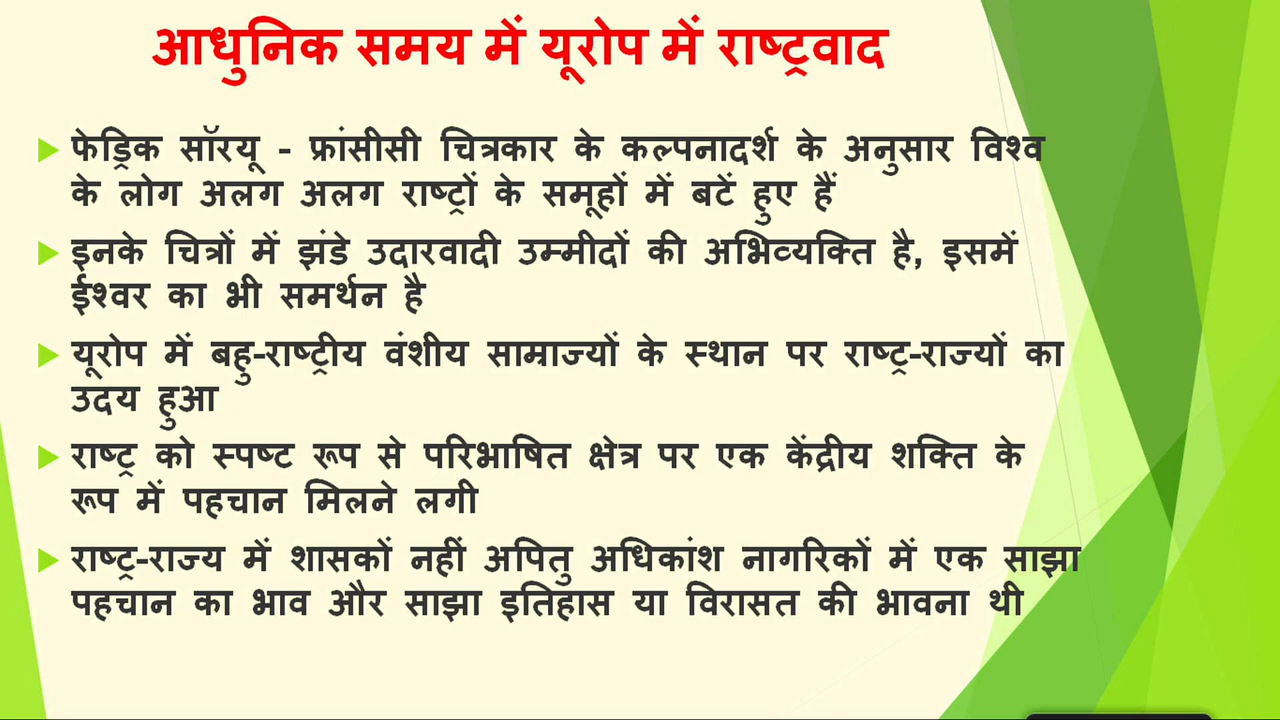 आधुनिक समय में यूरोप में राष्ट्रवाद
फेड्रिक सॉरयू - फ्रांसीसी चित्रकार के कल्पनादर्श के अनुसार विश्व
के लोग अलग अलग राष्ट्रों के समूहों में बटें हुए हैं
इनके चित्रों में झंडे उदारवादी उम्मीदों की अभिव्यक्ति है, इसमें
ईश्वर का भी समर्थन है
यूरोप में बहु-राष्ट्रीय वंशीय साम्राज्यों के स्थान पर राष्ट्र-राज्यों का
उदय हुआ
राष्ट्र को स्पष्ट रूप से परिभाषित क्षेत्र पर एक केंद्रीय शक्ति के
रूप में पहचान मिलने लगी
राष्ट्र-राज्य में शासकों नहीं अपितु अधिकांश नागरिकों में एक साझा
पहचान का भाव और साझा इतिहास या विरासत की भावना थी